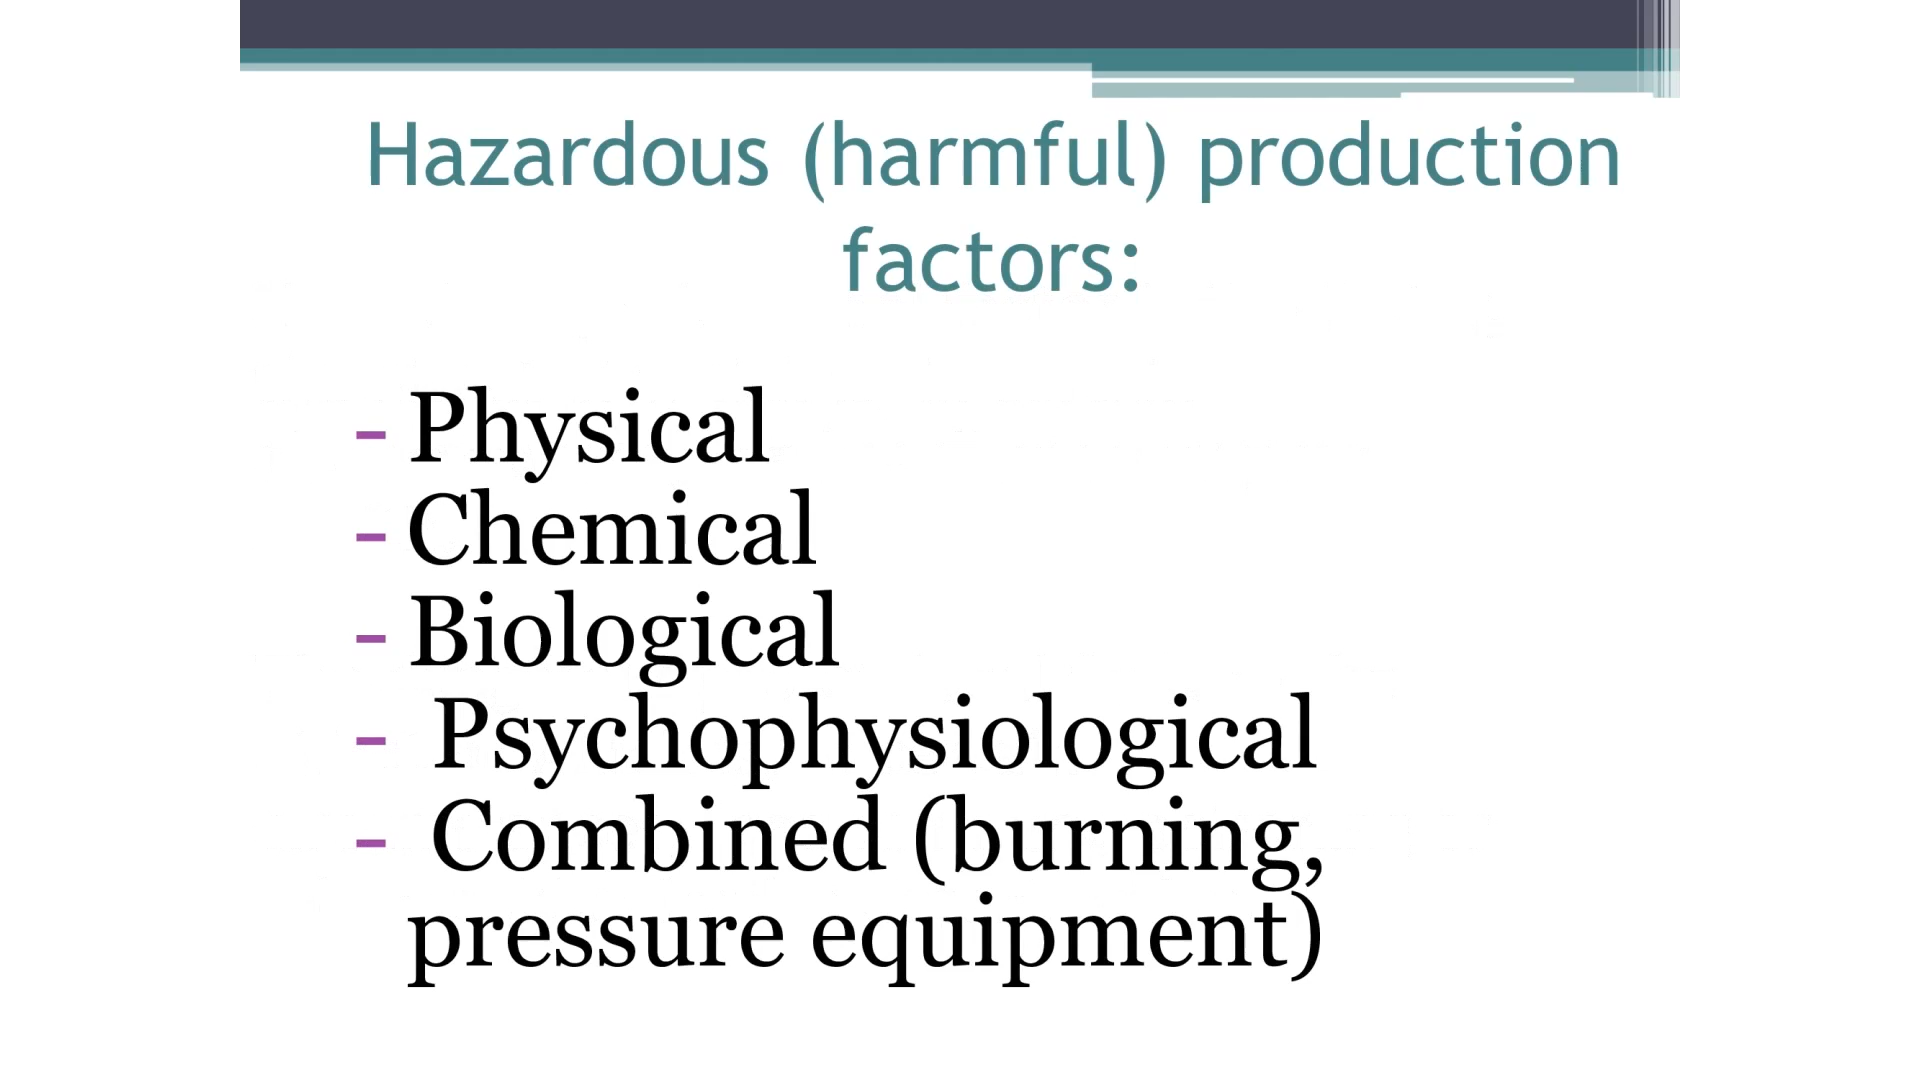 Hazardous (harmful) production
factors:
- Physical
- Chemical
- Biological
- Psychophysiological
- Combined (burning,
pressure equipment)